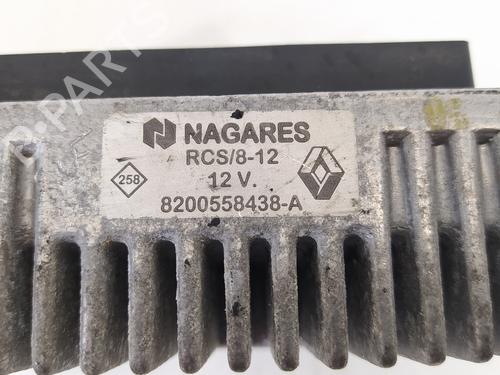 NAGARES
RCS/8-12
258
12 V.
8200558438-A
B-PARTS